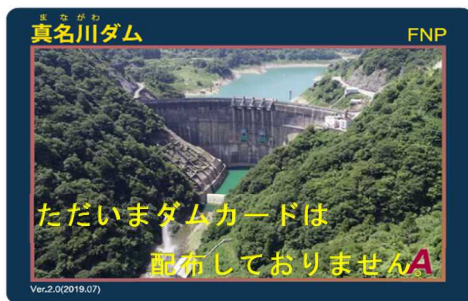 まながわ
真名川ダム
FNP
ただいまダムカードは
配布しておりません。
A
Ver.2.0(2019.07)